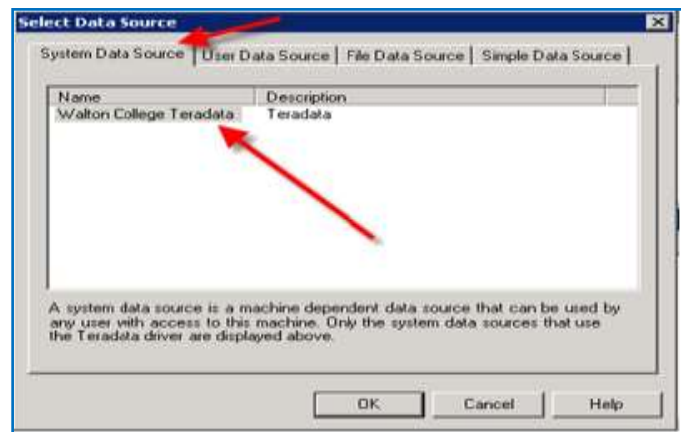 Select Data Source
System Data Source User Data Source File Data Source Simple Data Source
Name Description
Walton College Teradata Teradata
A system data source is a machine dependent data source that can be used by
any user with access to this machine. Only the system data sources that use
the Teradata driver are displayed above.
OK Cancel Help